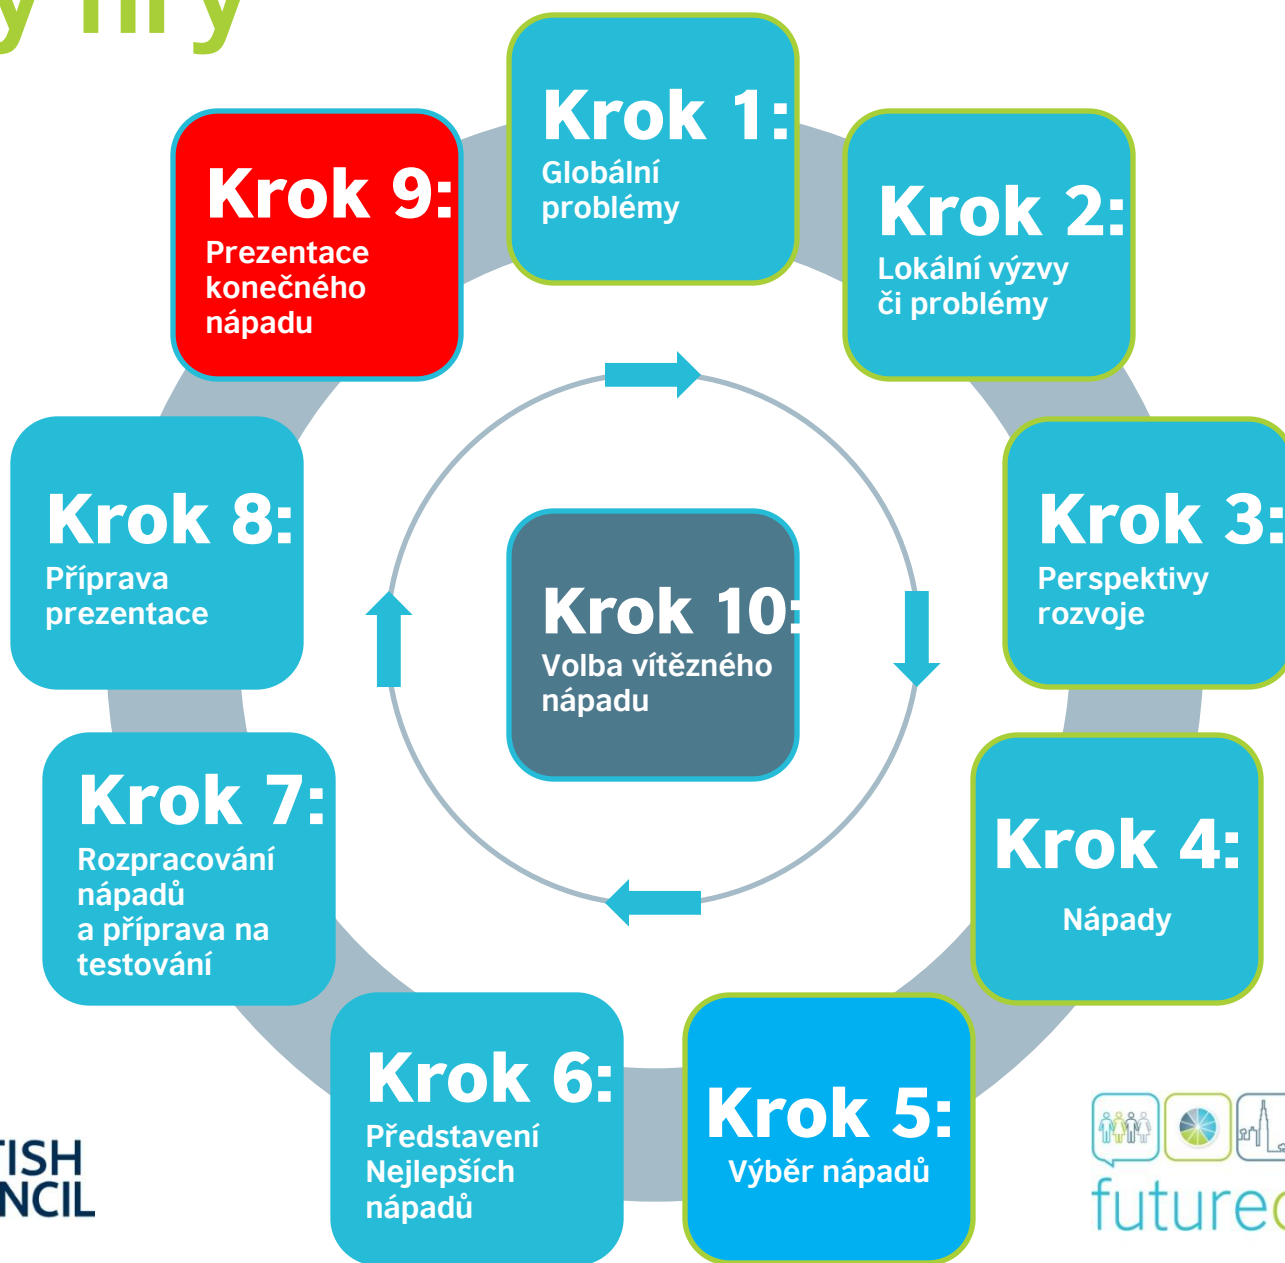 y hry
Krok 1:
Globální
problémy
Krok 2:
Lokální výzvy
či problémy
Krok 3:
Perspektivy
rozvoje
Krok 4:
Nápady
Krok 5:
Výběr nápadů
Krok 6:
Představení
Nejlepších
nápadů
Krok 7:
Rozpracování
nápadů
a příprava na
testování
Krok 8:
Příprava
prezentace
Krok 9:
Prezentace
konečného
nápadu
Krok 10:
Volba vítězného
nápadu
TISH
NCIL
future